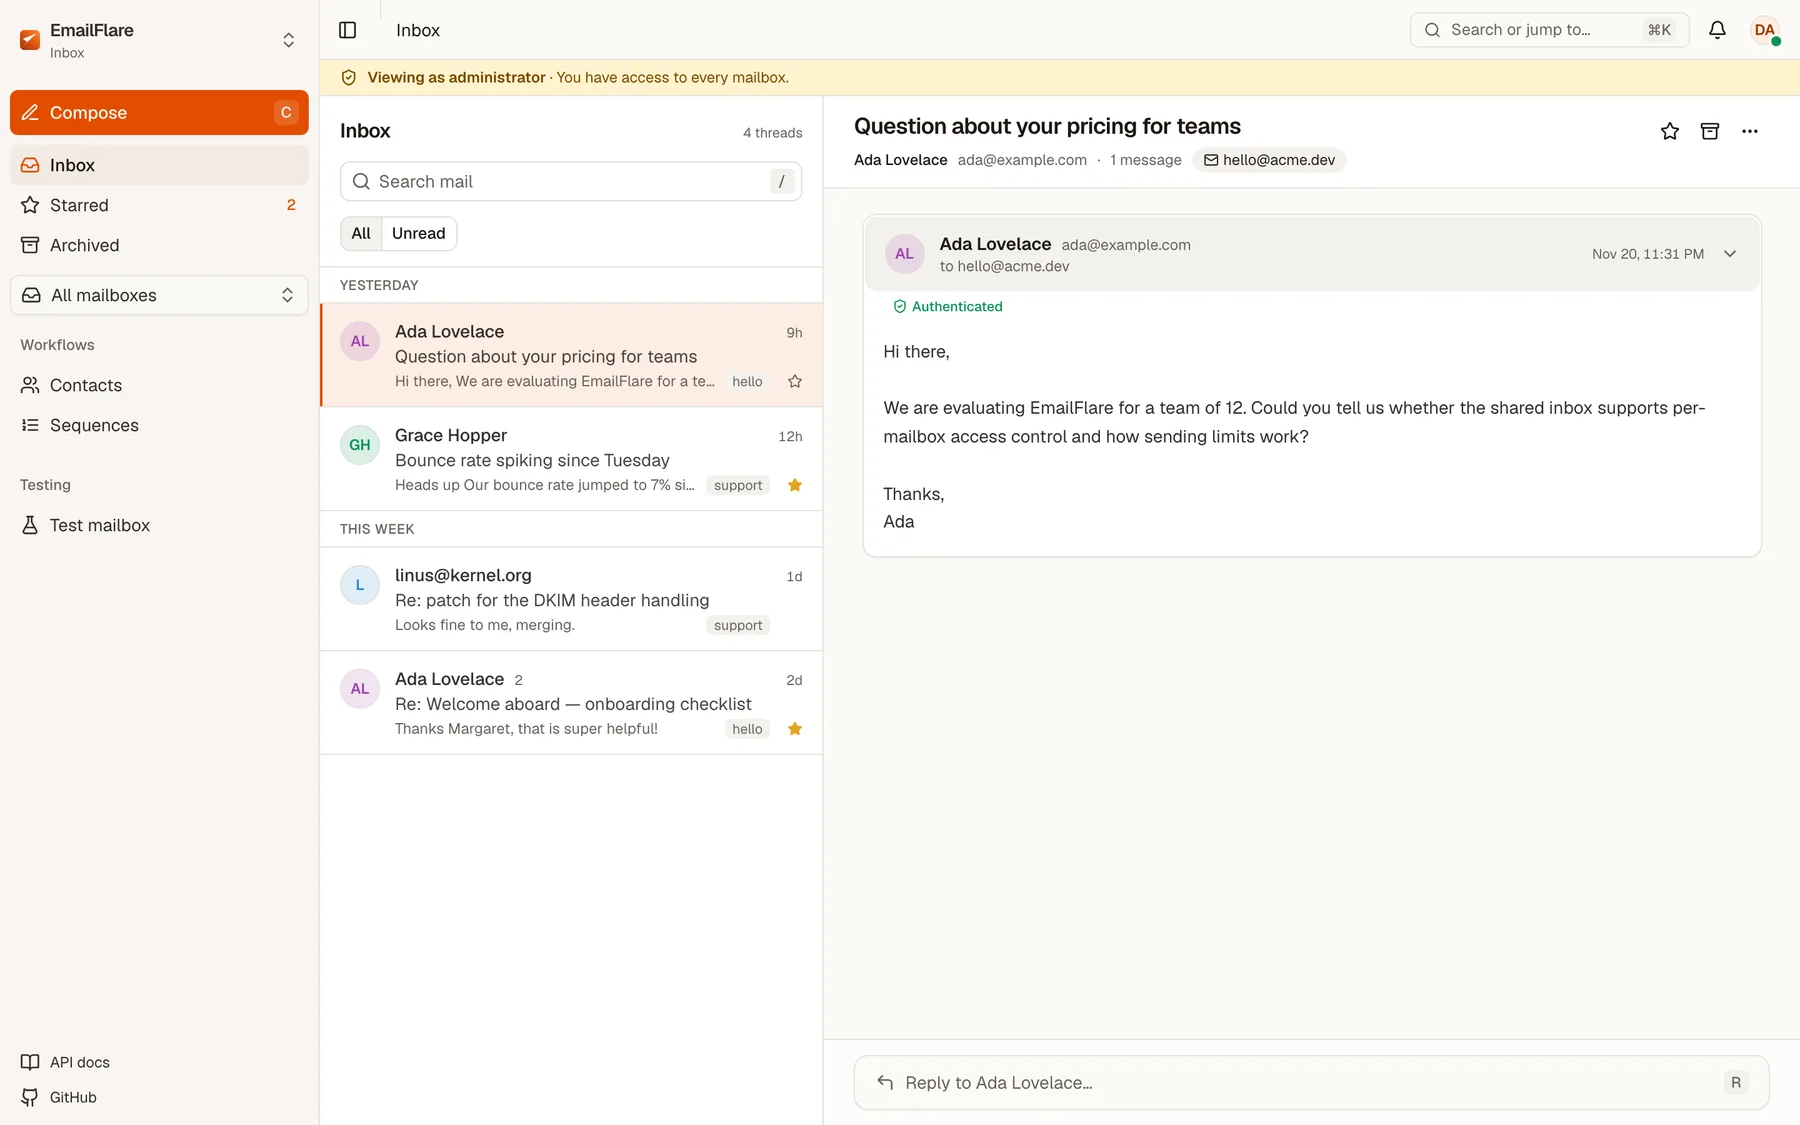 EmailFlare
Inbox
Compose
C
Inbox
Starred
2
Archived
All mailboxes
Workflows
Contacts
Sequences
Testing
Test mailbox
API docs
GitHub
Inbox
Search or jump to...
⌘K
DA
Viewing as administrator · You have access to every mailbox.
Inbox
4 threads
Search mail
/
All
Unread
YESTERDAY
AL
Ada Lovelace
9h
Question about your pricing for teams
Hi there, We are evaluating EmailFlare for a te...
hello
GH
Grace Hopper
12h
Bounce rate spiking since Tuesday
Heads up Our bounce rate jumped to 7% si...
support
THIS WEEK
L
linus@kernel.org
1d
Re: patch for the DKIM header handling
Looks fine to me, merging.
support
AL
Ada Lovelace 2
2d
Re: Welcome aboard — onboarding checklist
Thanks Margaret, that is super helpful!
hello
Question about your pricing for teams
Ada Lovelace ada@example.com · 1 message hello@acme.dev
AL
Ada Lovelace ada@example.com
to hello@acme.dev
Nov 20, 11:31 PM
Authenticated
Hi there,
We are evaluating EmailFlare for a team of 12. Could you tell us whether the shared inbox supports per-
mailbox access control and how sending limits work?
Thanks,
Ada
Reply to Ada Lovelace...
R